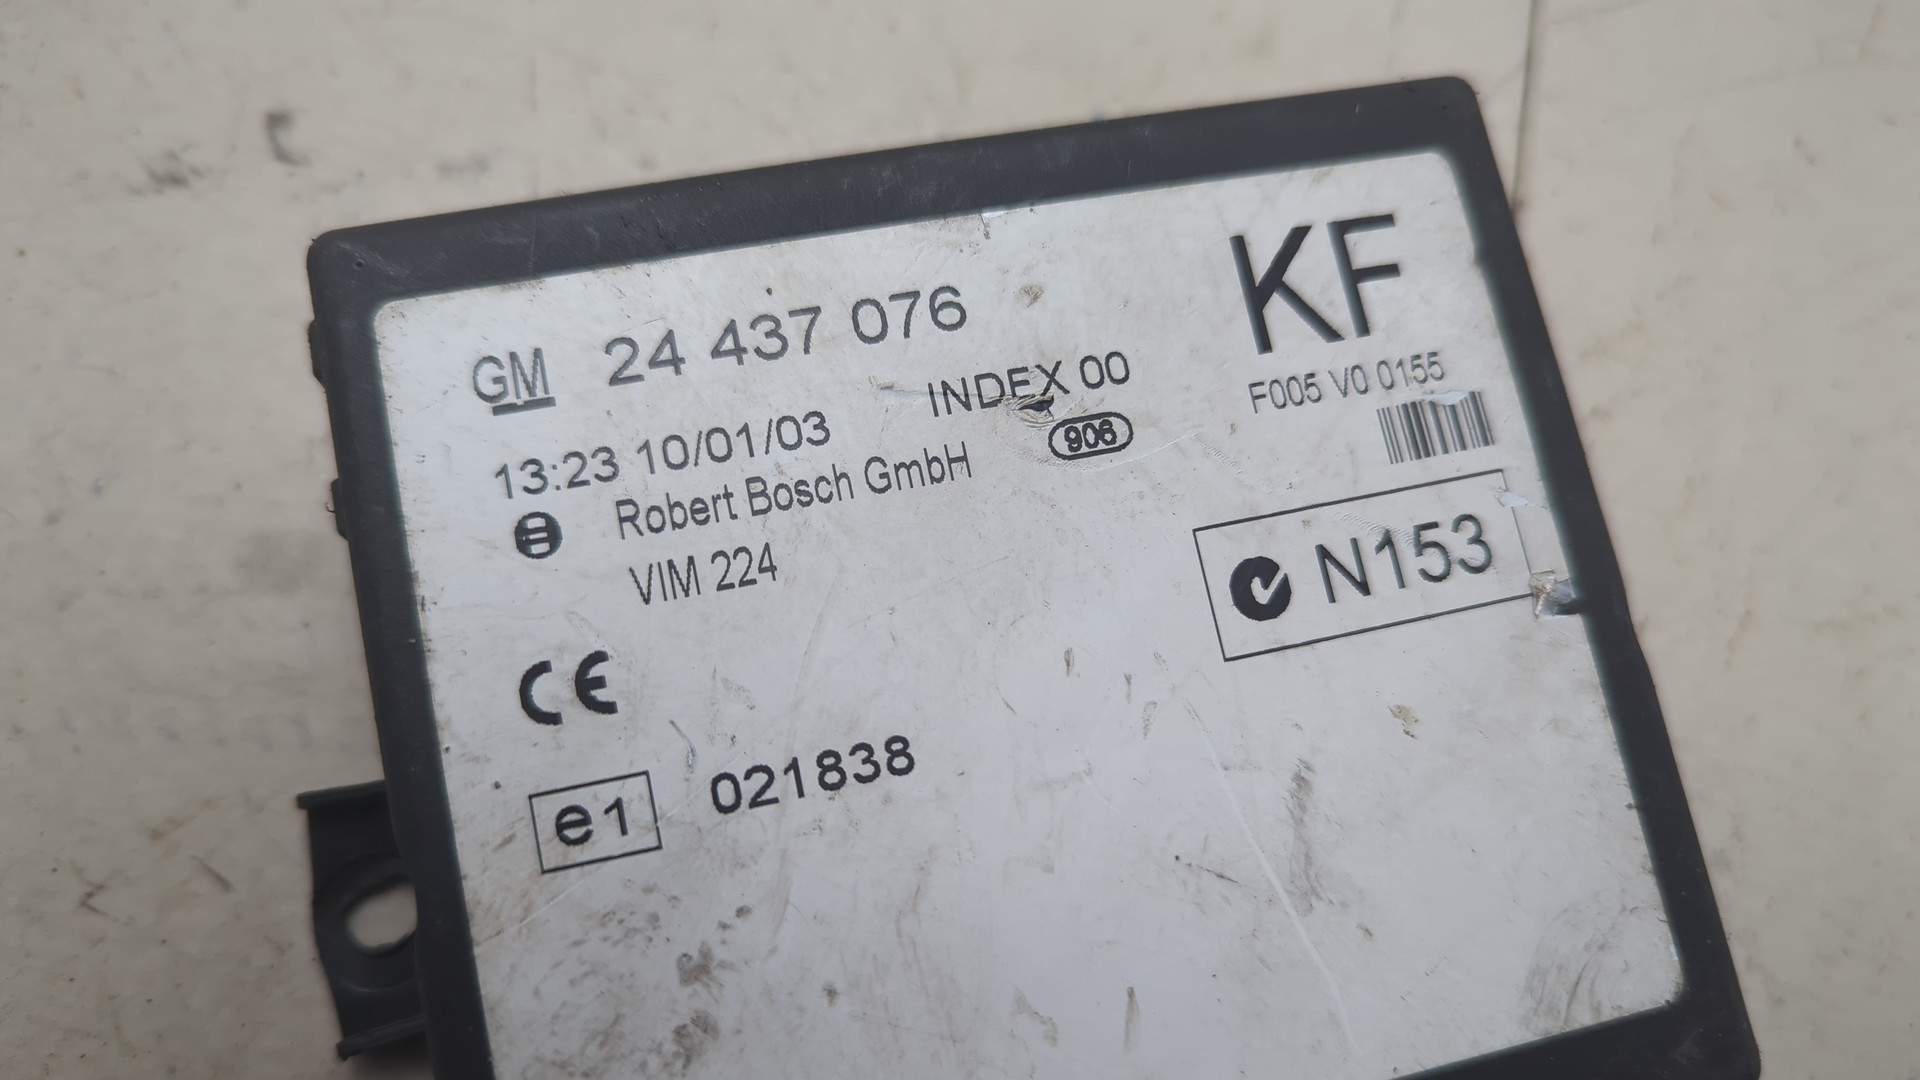 KF
GM 24 437 076
INDEX 00
F005 V0 0155
13:23 10/01/03
906
Robert Bosch GmbH
VIM 224
N153
CE
e1 021838